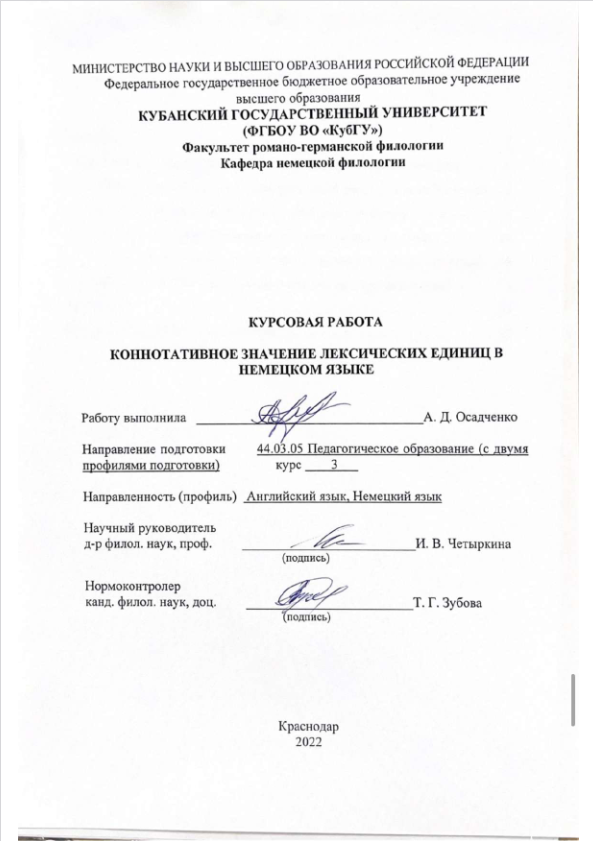 МИНИСТЕРСТВО НАУКИ И ВЫСШЕГО ОБРАЗОВАНИЯ РОССИЙСКОЙ ФЕДЕРАЦИИ
Федеральное государственное бюджетное образовательное учреждение
высшего образования
КУБАНСКИЙ ГОСУДАРСТВЕННЫЙ УНИВЕРСИТЕТ
(ФГБОУ ВО «КубГУ»)
Факультет романо-германской филологии
Кафедра немецкой филологии
КУРСОВАЯ РАБОТА
КОННОТАТИВНОЕ ЗНАЧЕНИЕ ЛЕКСИЧЕСКИХ ЕДИНИЦ В
НЕМЕЦКОМ ЯЗЫКЕ
Работу выполнила А. Д. Осадченко
Направление подготовки 44.03.05 Педагогическое образование (с двумя
профилями подготовки) курс 3
Направленность (профиль) Английский язык, Немецкий язык
Научный руководитель
д-р филол. наук, проф. И. В. Четыркина
(подпись)
Нормоконтролер
канд. филол. наук, доц. Т. Г. Зубова
(подпись)
Краснодар
2022